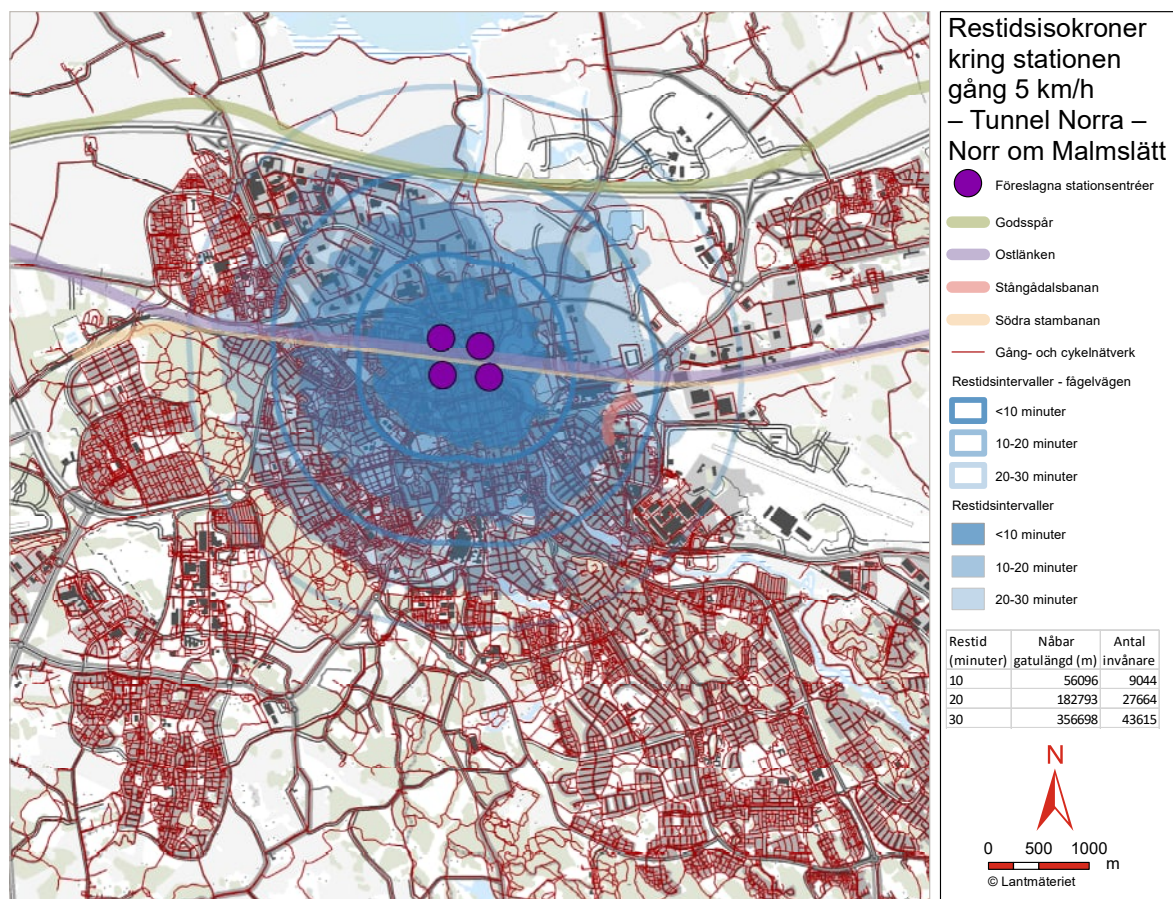 Restidsisokroner
kring stationen
gång 5 km/h
– Tunnel Norra –
Norr om Malmslätt
Föreslagna stationsentréer
Godsspår
Ostlänken
Stångådalsbanan
Södra stambanan
Gång- och cykelnätverk
Restidsintervaller - fågelvägen
<10 minuter
10-20 minuter
20-30 minuter
Restidsintervaller
<10 minuter
10-20 minuter
20-30 minuter
Restid Nåbar Antal
(minuter) gatulängd (m) invånare
10 56096 9044
20 182793 27664
30 356698 43615
N
0 500 1000
m
© Lantmäteriet